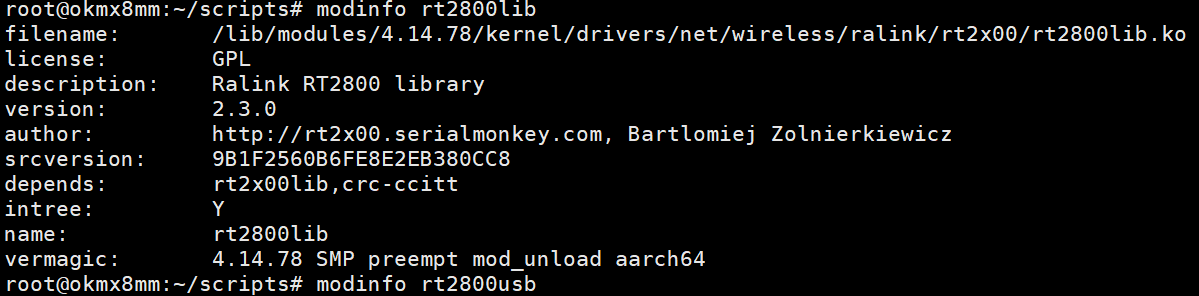 root@okmx8mm:~/scripts# modinfo rt2800lib
filename:       /lib/modules/4.14.78/kernel/drivers/net/wireless/ralink/rt2x00/rt2800lib.ko
license:        GPL
description:    Ralink RT2800 library
version:        2.3.0
author:         http://rt2x00.serialmonkey.com, Bartlomiej Zolnierkiewicz
srcversion:     9B1F2560B6FE8E2EB380CC8
depends:        rt2x00lib,crc-ccitt
intree:         Y
name:           rt2800lib
vermagic:       4.14.78 SMP preempt mod_unload aarch64
root@okmx8mm:~/scripts# modinfo rt2800usb